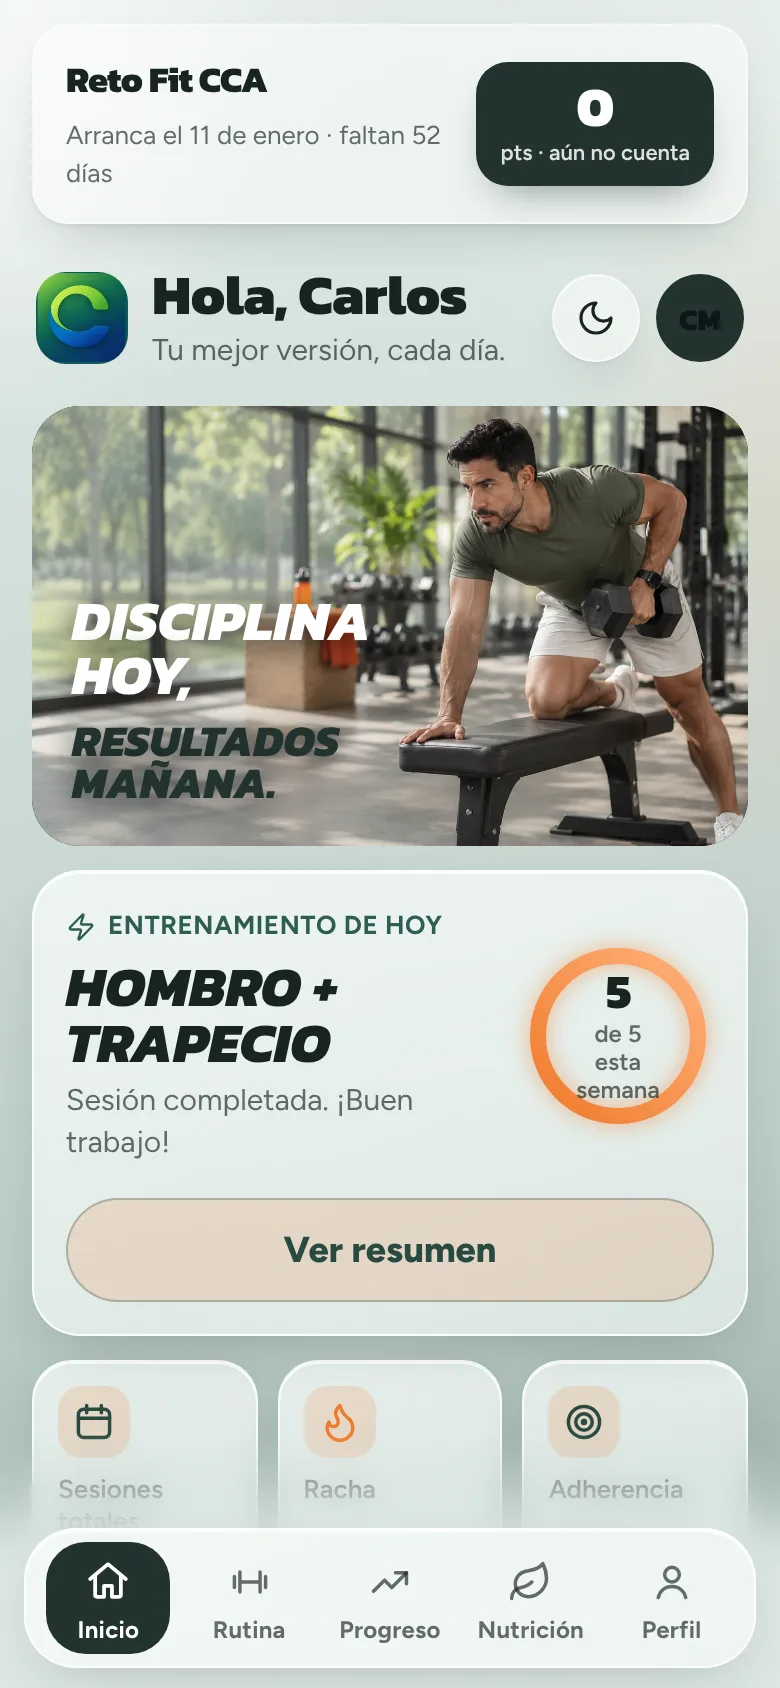 Reto Fit CCA
Arranca el 11 de enero · faltan 52
días
0
pts · aún no cuenta
Hola, Carlos
Tu mejor versión, cada día.
CM
DISCIPLINA
HOY,
RESULTADOS
MAÑANA.
ENTRENAMIENTO DE HOY
HOMBRO +
TRAPECIO
Sesión completada. ¡Buen
trabajo!
5
de 5
esta
semana
Ver resumen
Sesiones
totales
Racha
Adherencia
Inicio
Rutina
Progreso
Nutrición
Perfil